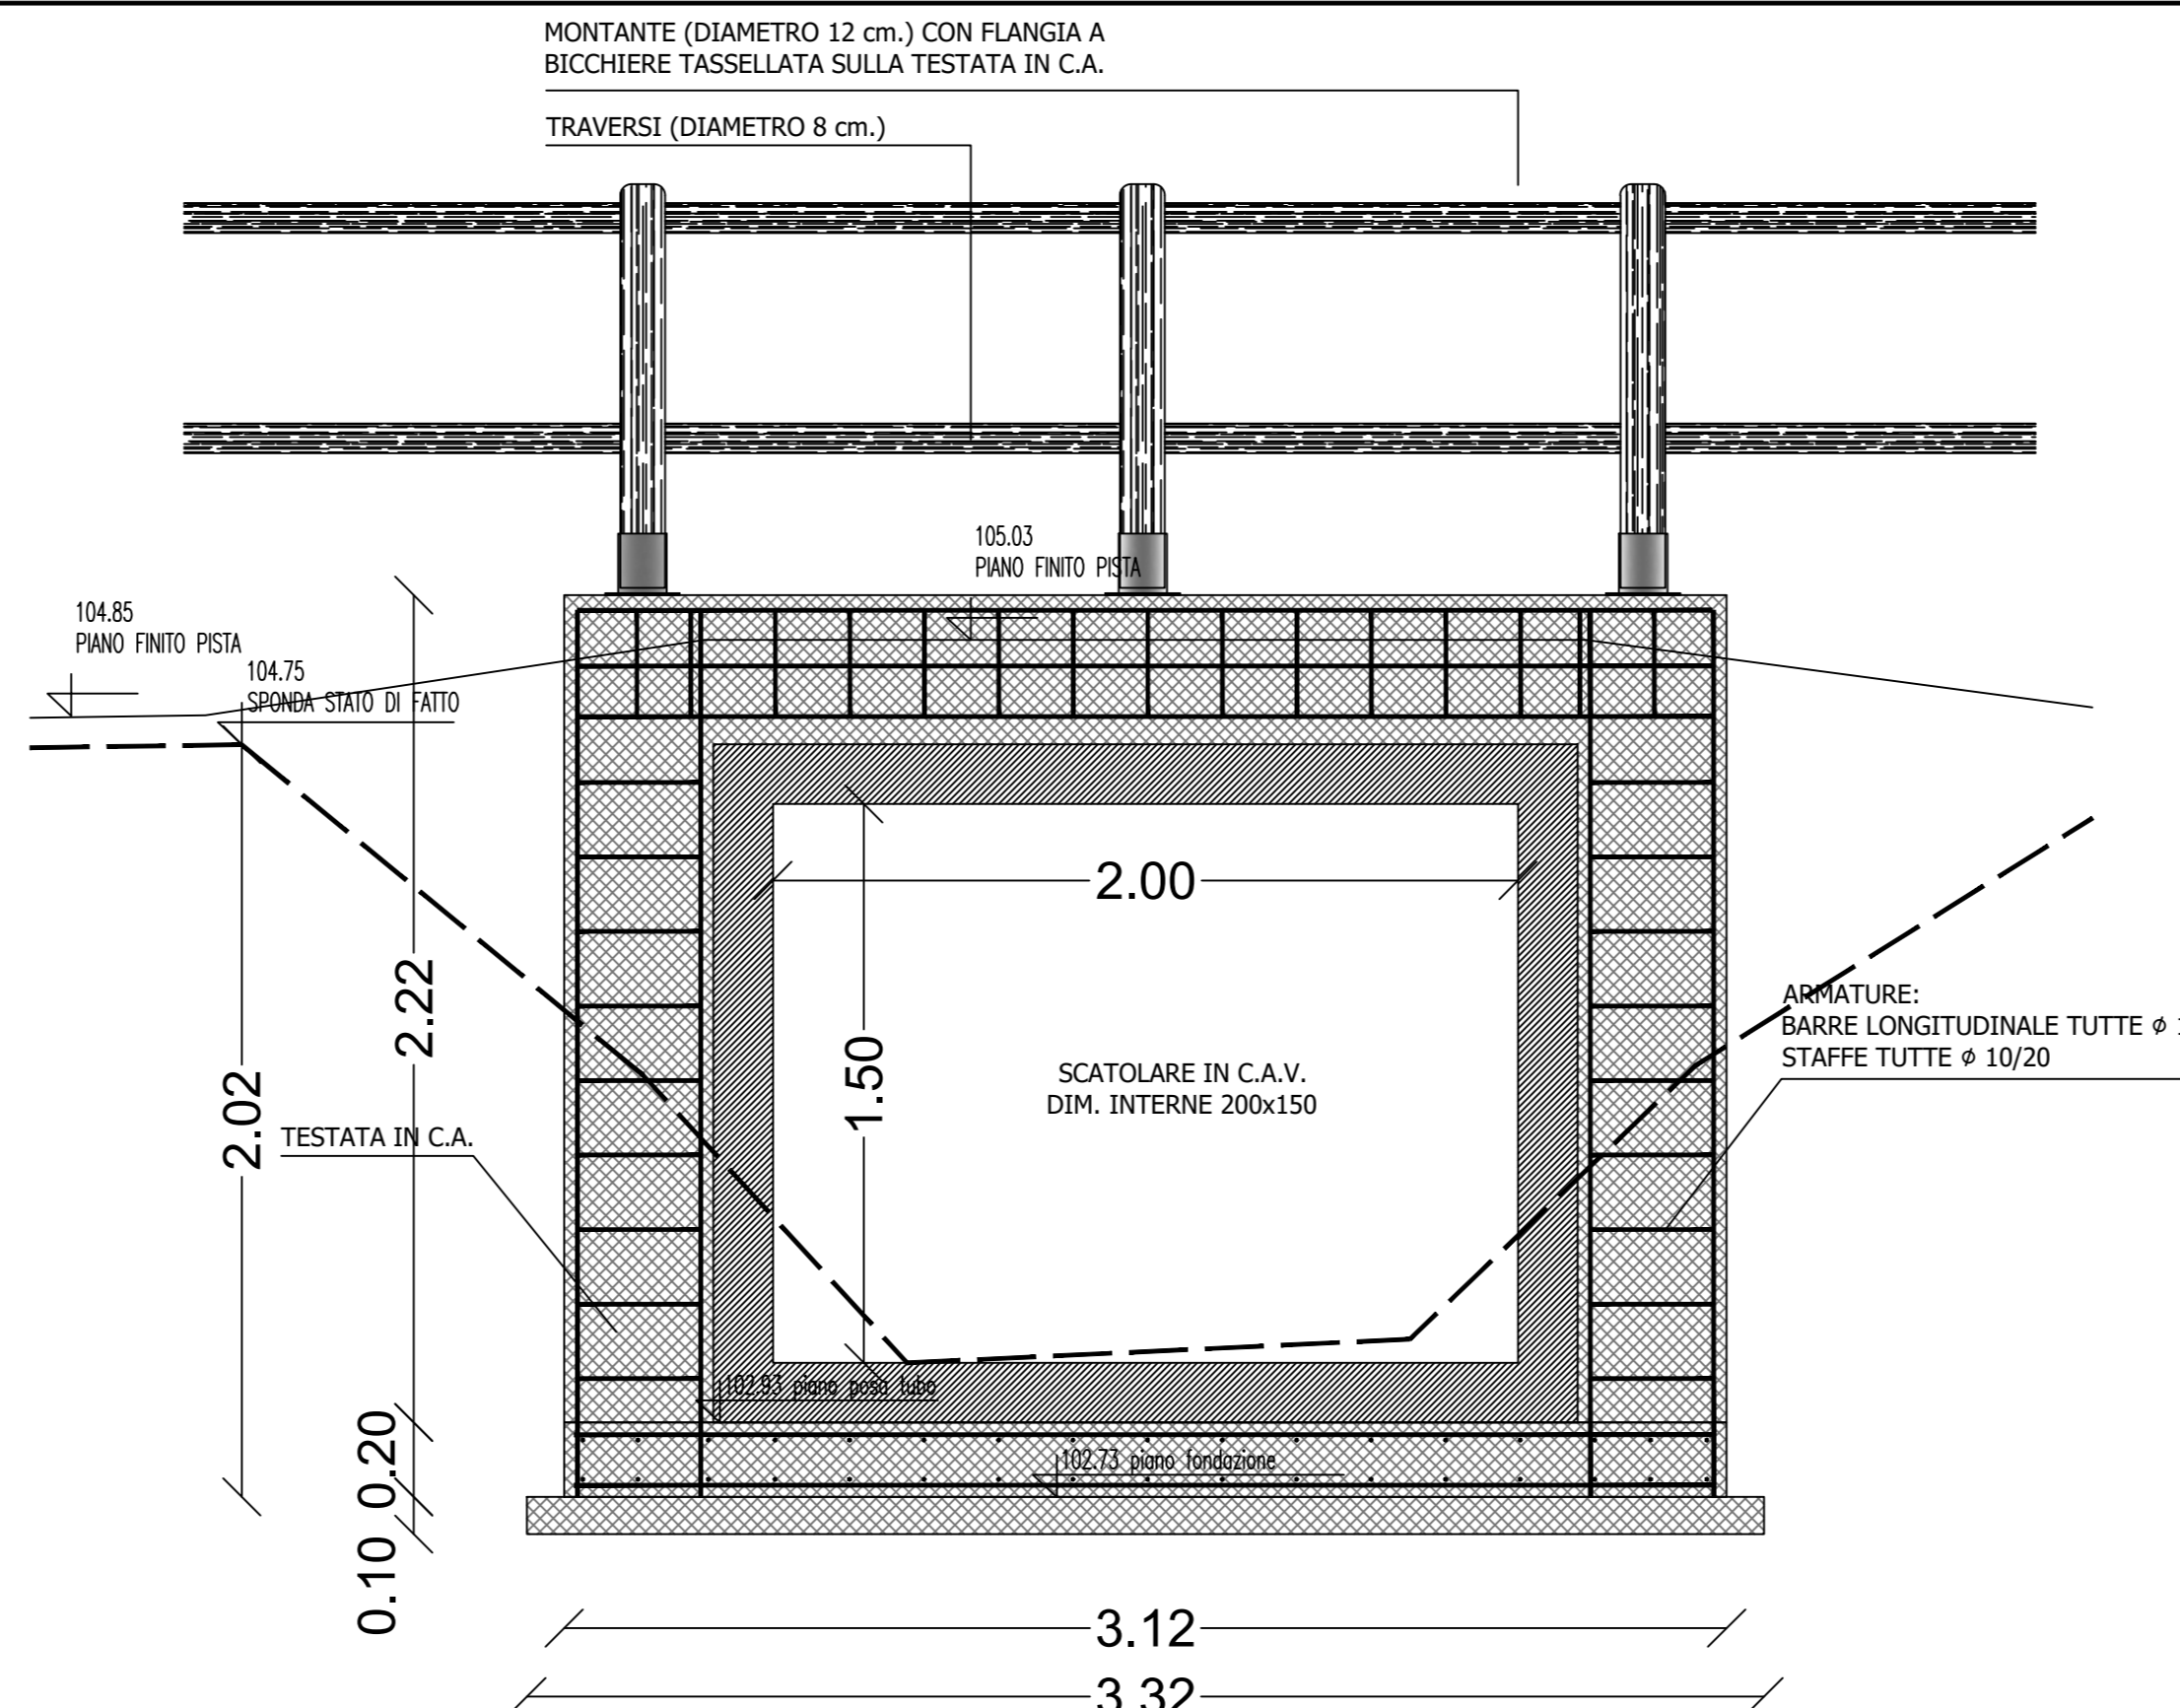 MONTANTE (DIAMETRO 12 cm.) CON FLANGIA A
BICCHIERE TASSELLATA SULLA TESTATA IN C.A.
TRAVERSI (DIAMETRO 8 cm.)
105.03
PIANO FINITO PISTA
104.85
PIANO FINITO PISTA
104.75
SPONDA STATO DI FATTO
2.00
2.22
2.02
1.50
SCATOLARE IN C.A.V.
DIM. INTERNE 200x150
ARMATURE:
BARRE LONGITUDINALE TUTTE ⌀
STAFFE TUTTE ⌀ 10/20
TESTATA IN C.A.
102.93 piano posa tubo
102.73 piano fondazione
0.20
0.10
3.12
3.32